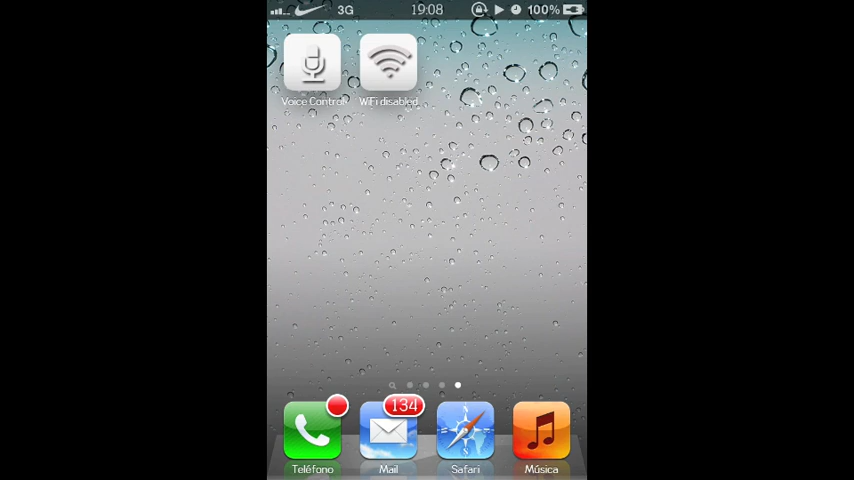 3G 19:08 100%
Voice Control WiFi disabled
134
Teléfono Mail Safari Música